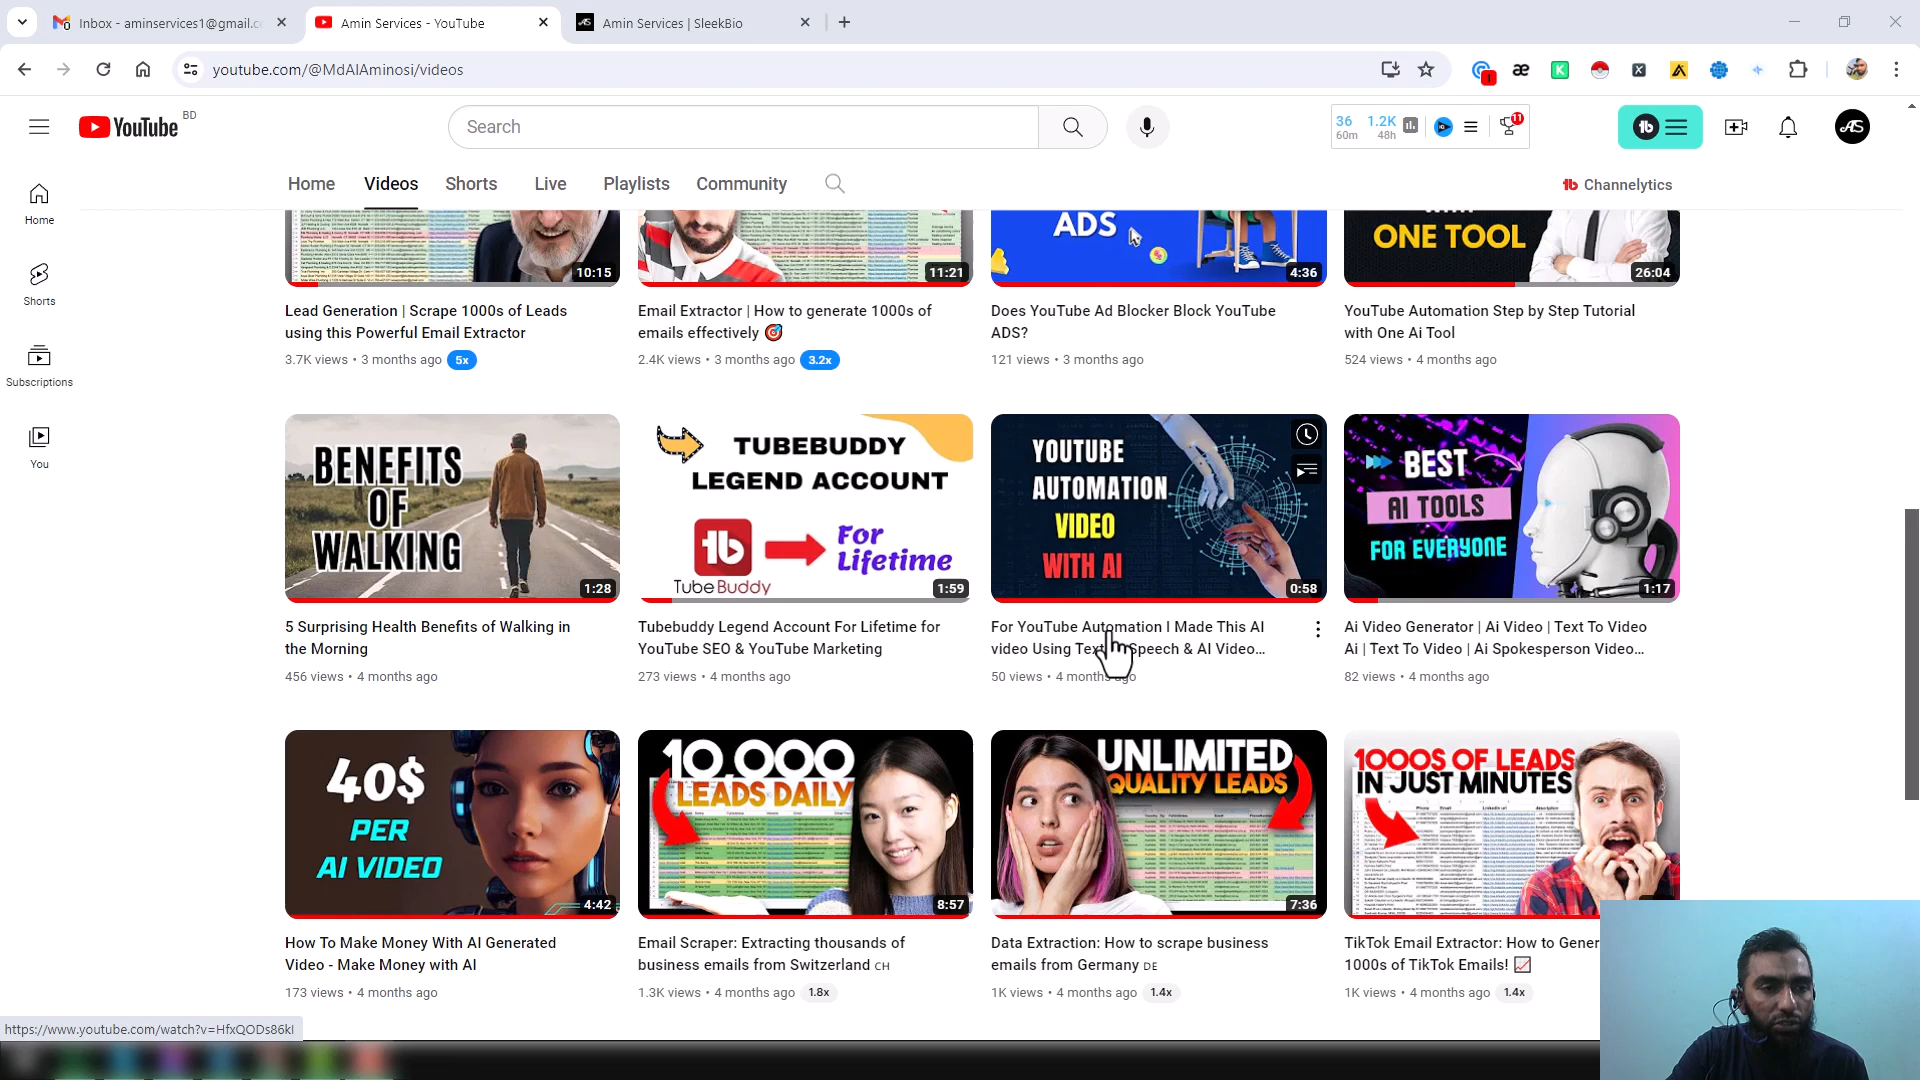 Inbox - aminservices1@gmail.c
Amin Services - YouTube
Amin Services | SleekBio
youtube.com/@MdAlAminosi/videos
YouTube BD
Search
36
60m
1.2K
48h
11
Home
Videos
Shorts
Live
Playlists
Community
Channelytics
Home
Shorts
Subscriptions
You
10:15
11:21
ADS
4:36
ONE TOOL
26:04
Lead Generation | Scrape 1000s of Leads
using this Powerful Email Extractor
3.7K views • 3 months ago 5x
Email Extractor | How to generate 1000s of
emails effectively 🎯
2.4K views • 3 months ago 3.2x
Does YouTube Ad Blocker Block YouTube
ADS?
121 views • 3 months ago
YouTube Automation Step by Step Tutorial
with One Ai Tool
524 views • 4 months ago
BENEFITS
OF
WALKING
1:28
TUBEBUDDY
LEGEND ACCOUNT
For
Lifetime
TubeBuddy
1:59
YOUTUBE
AUTOMATION
VIDEO
WITH AI
0:58
BEST
AI TOOLS
FOR EVERYONE
1:17
5 Surprising Health Benefits of Walking in
the Morning
456 views • 4 months ago
Tubebuddy Legend Account For Lifetime for
YouTube SEO & YouTube Marketing
273 views • 4 months ago
For YouTube Automation I Made This AI
video Using Text Speech & AI Video...
50 views • 4 months ago
Ai Video Generator | Ai Video | Text To Video
Ai | Text To Video | Ai Spokesperson Video...
82 views • 4 months ago
40$
PER
AI VIDEO
4:42
10,000
LEADS DAILY
8:57
UNLIMITED
QUALITY LEADS
7:36
1000S OF LEADS
IN JUST MINUTES
How To Make Money With AI Generated
Video - Make Money with AI
173 views • 4 months ago
Email Scraper: Extracting thousands of
business emails from Switzerland CH
1.3K views • 4 months ago 1.8x
Data Extraction: How to scrape business
emails from Germany DE
1K views • 4 months ago 1.4x
TikTok Email Extractor: How to Gener
1000s of TikTok Emails! 📈
1K views • 4 months ago 1.4x
https://www.youtube.com/watch?v=HfxQODs86kI